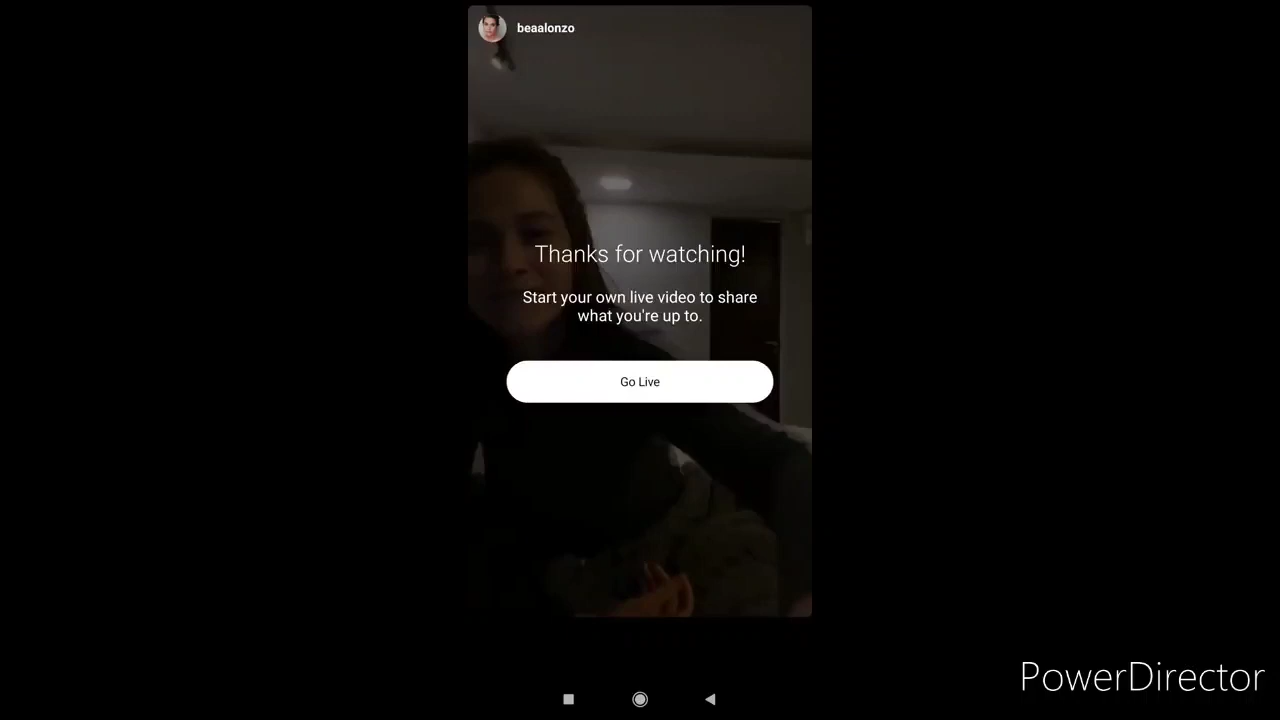 beaalonzo
Thanks for watching!
Start your own live video to share
what you're up to.
Go Live
PowerDirector